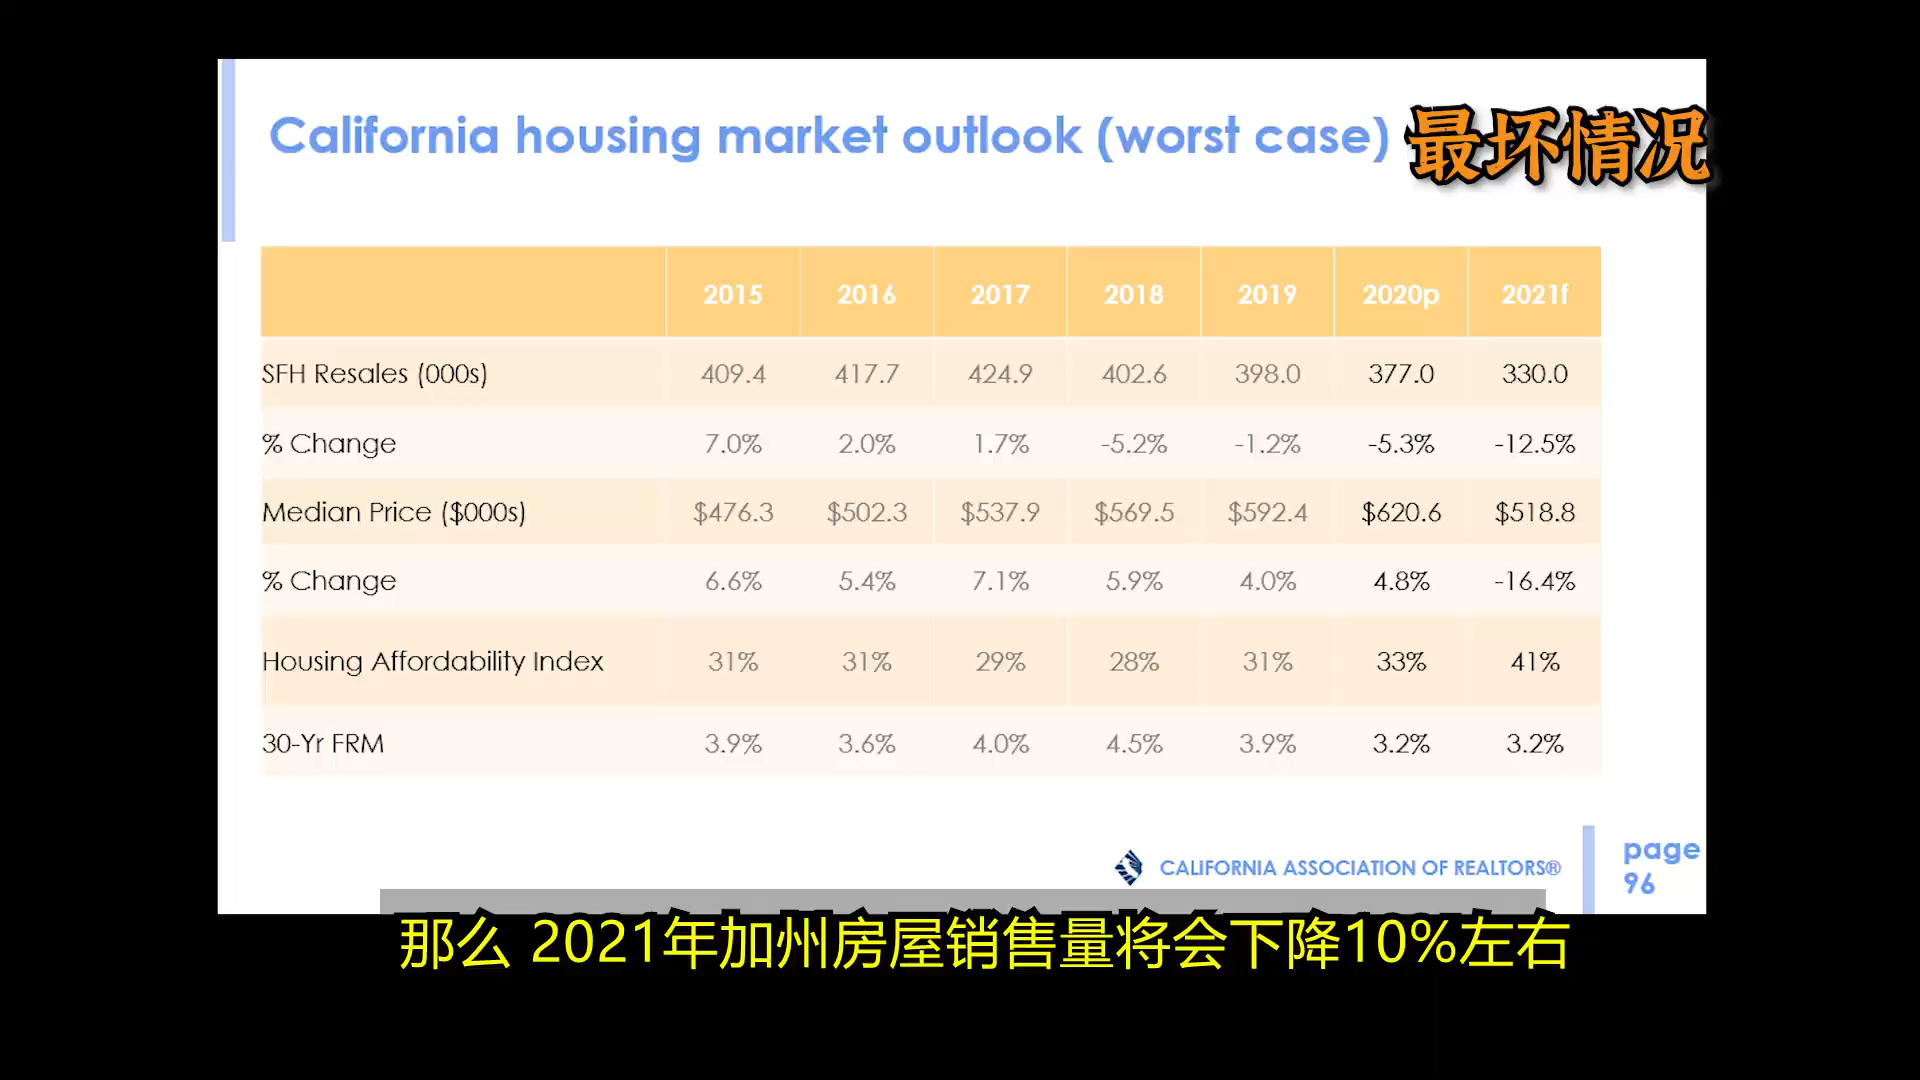 California housing market outlook (worst case) 最坏情况
2015 2016 2017 2018 2019 2020p 2021f
SFH Resales (000s) 409.4 417.7 424.9 402.6 398.0 377.0 330.0
% Change 7.0% 2.0% 1.7% -5.2% -1.2% -5.3% -12.5%
Median Price ($000s) $476.3 $502.3 $537.9 $569.5 $592.4 $620.6 $518.8
% Change 6.6% 5.4% 7.1% 5.9% 4.0% 4.8% -16.4%
Housing Affordability Index 31% 31% 29% 28% 31% 33% 41%
30-Yr FRM 3.9% 3.6% 4.0% 4.5% 3.9% 3.2% 3.2%
CALIFORNIA ASSOCIATION OF REALTORS®
page
96
那么 2021年加州房屋销售量将会下降10%左右